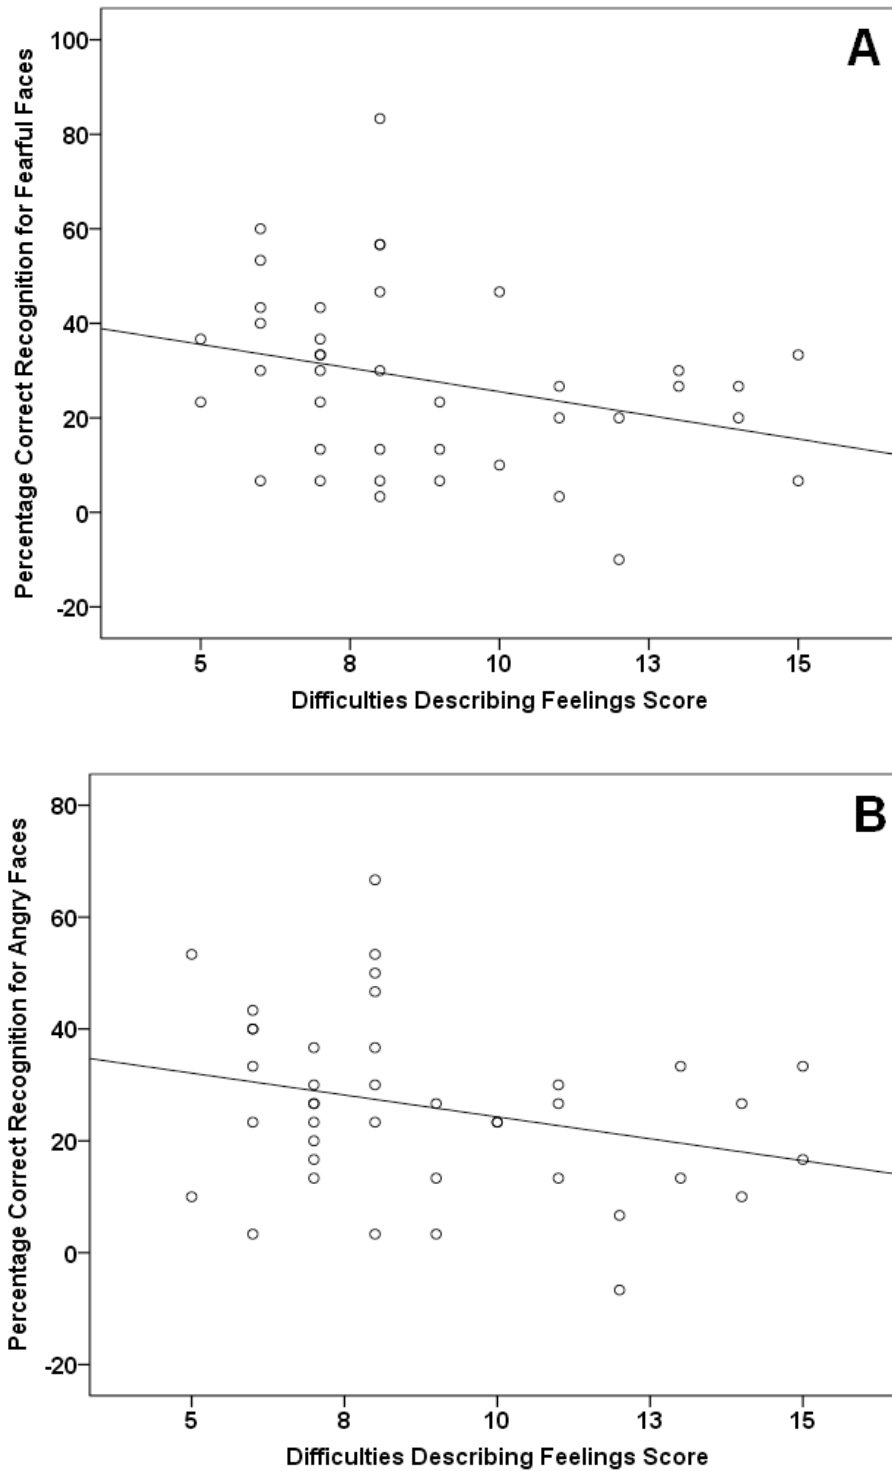 A
Percentage Correct Recognition for Fearful Faces
100
80
60
40
20
0
-20
5 8 10 13 15
Difficulties Describing Feelings Score
B
Percentage Correct Recognition for Angry Faces
80
60
40
20
0
-20
5 8 10 13 15
Difficulties Describing Feelings Score